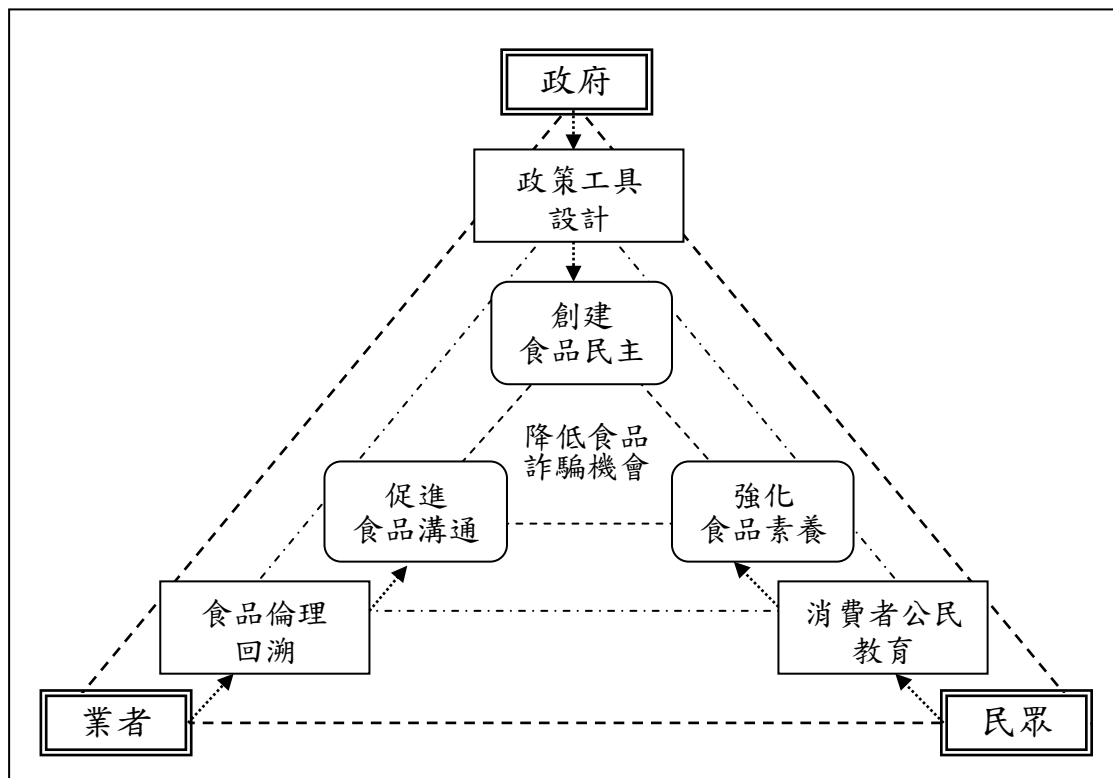 政府
政策工具
設計
創建
食品民主
降低食品
詐騙機會
促進
食品溝通
強化
食品素養
食品倫理
回溯
消費者公民
教育
業者
民眾